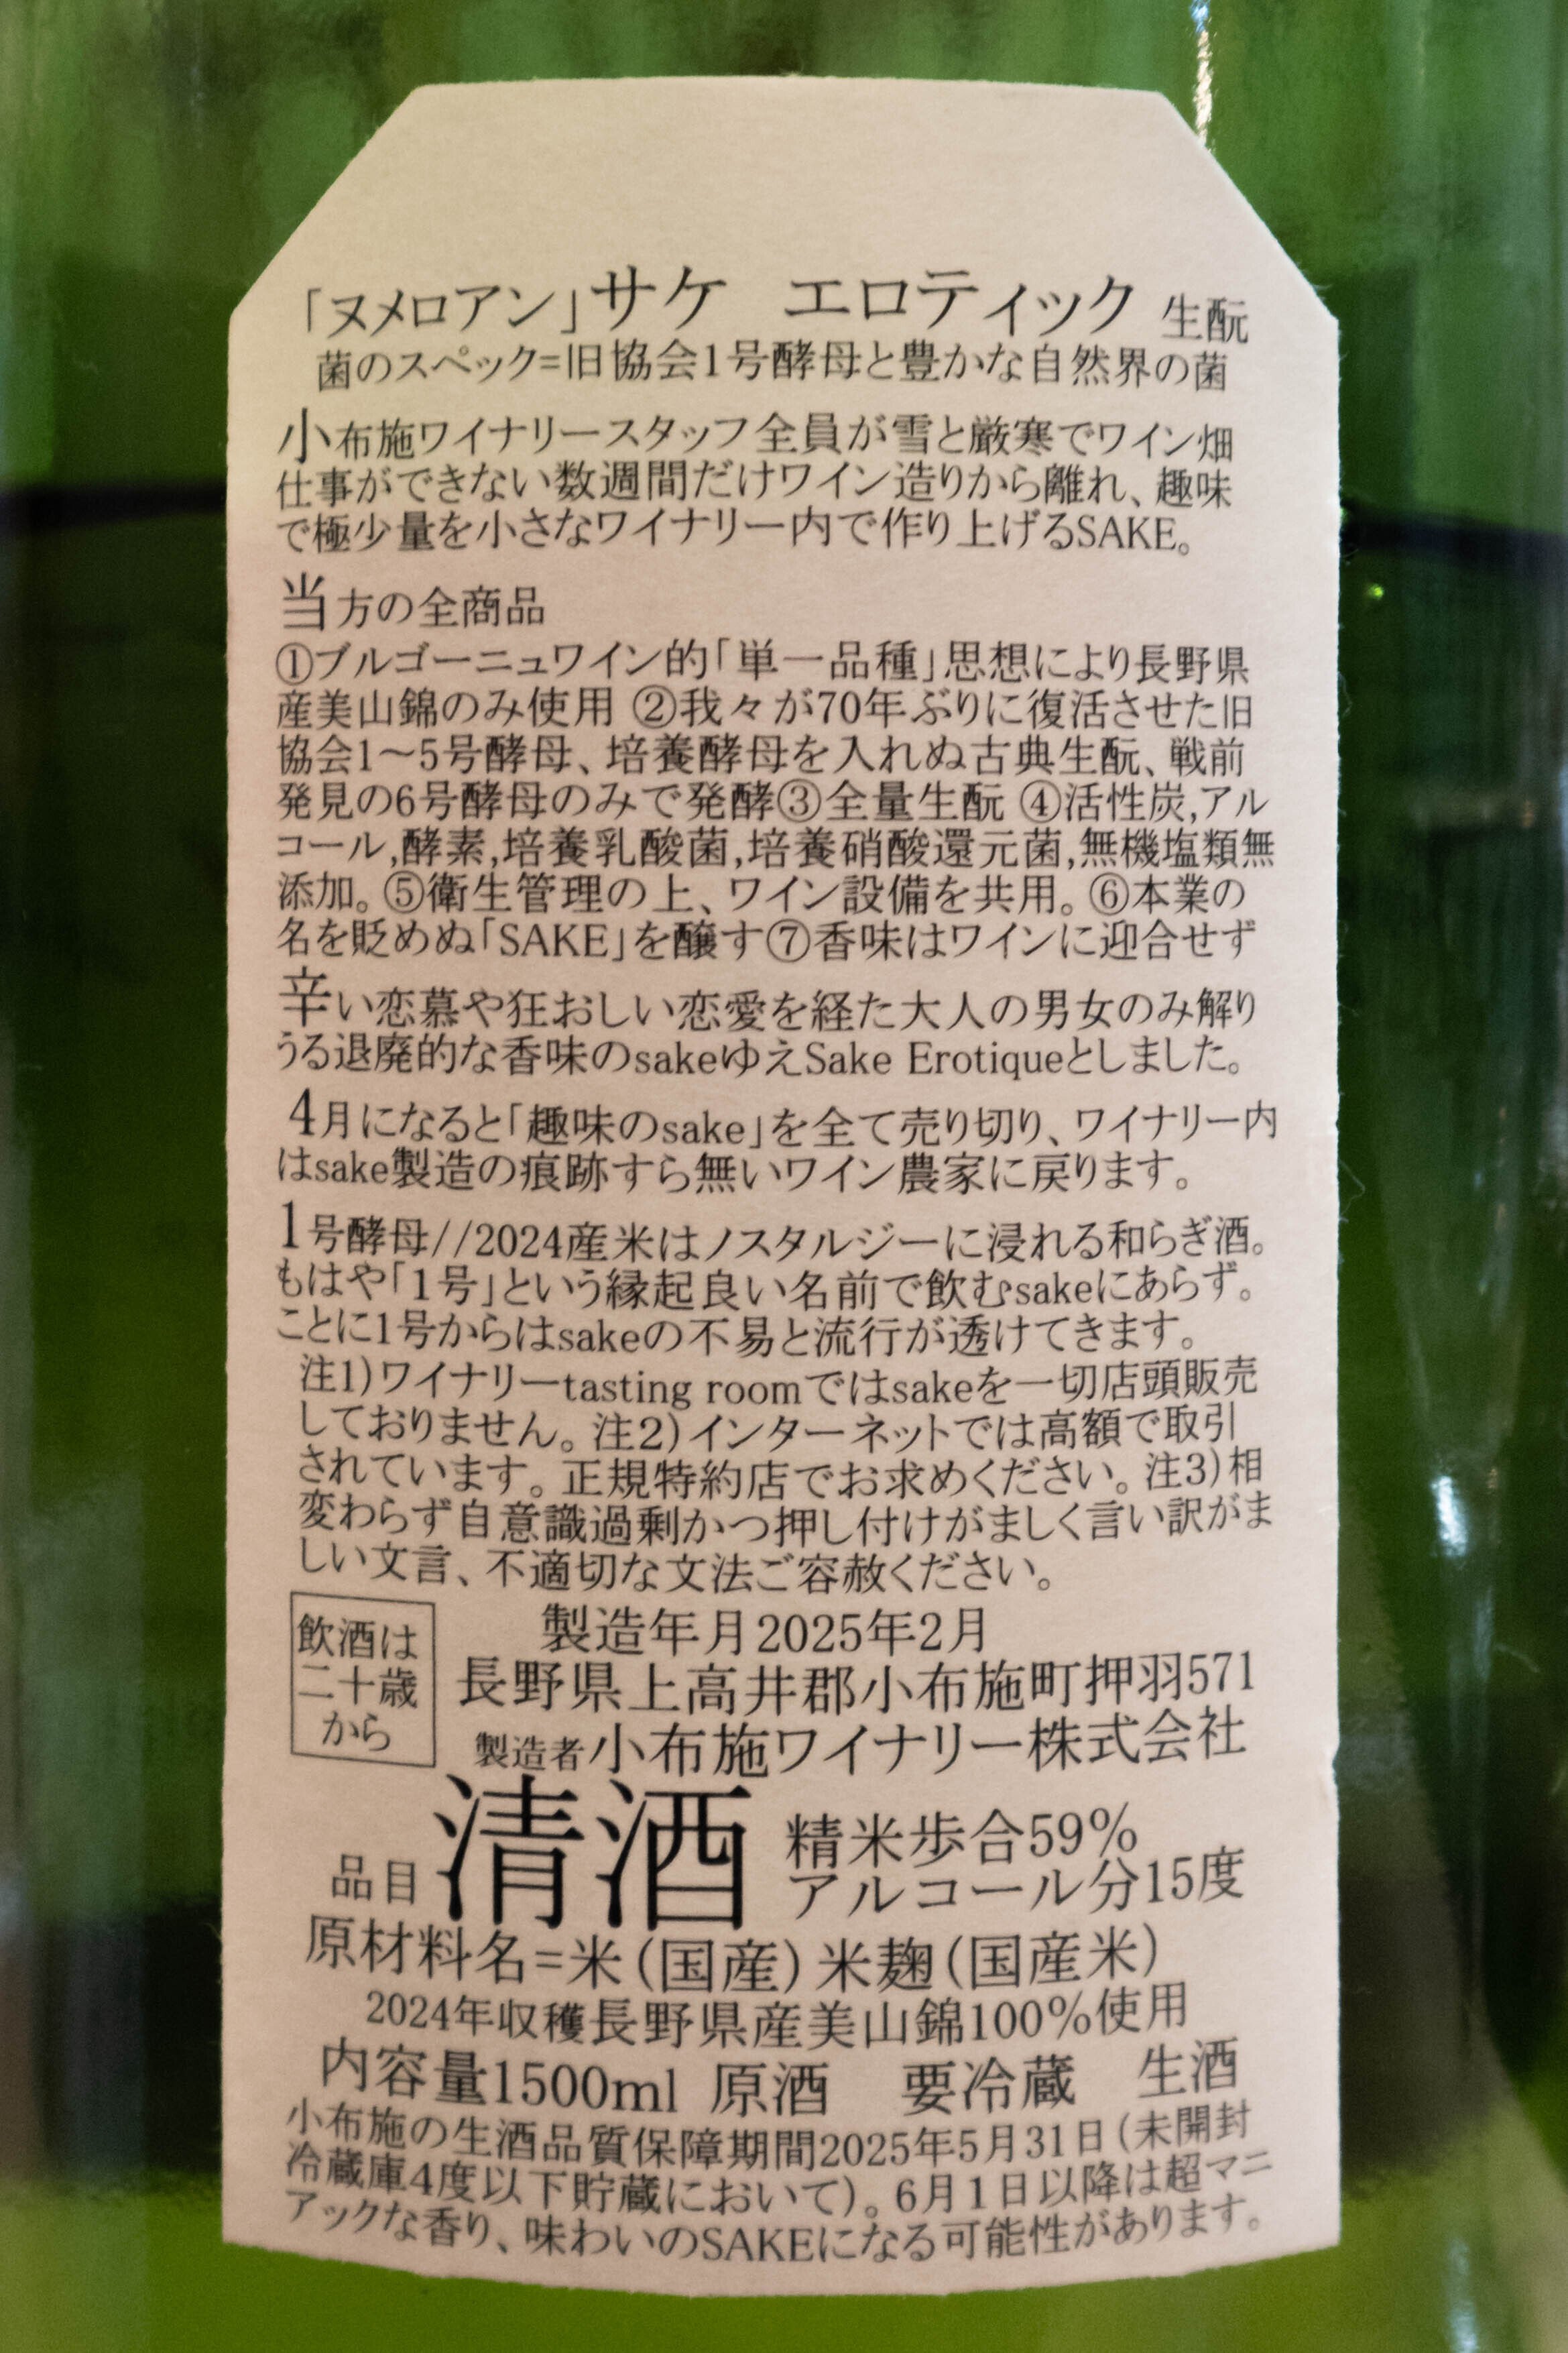 「ヌメロアン」サケ　エロティック 生酛
菌のスペック=旧協会1号酵母と豊かな自然界の菌
小布施ワイナリースタッフ全員が雪と厳寒でワイン畑
仕事ができない数週間だけワイン造りから離れ、趣味
で極少量を小さなワイナリー内で作り上げるSAKE。
当方の全商品
①ブルゴーニュワイン的「単一品種」思想により長野県
産美山錦のみ使用 ②我々が70年ぶりに復活させた旧
協会1～5号酵母、培養酵母を入れぬ古典生酛、戦前
発見の6号酵母のみで発酵③全量生酛 ④活性炭,アル
コール,酵素,培養乳酸菌,培養硝酸還元菌,無機塩類無
添加。⑤衛生管理の上、ワイン設備を共用。⑥本業の
名を貶めぬ「SAKE」を醸す⑦香味はワインに迎合せず
辛い恋慕や狂おしい恋愛を経た大人の男女のみ解り
うる退廃的な香味のsakeゆえSake Erotiqueとしました。
4月になると「趣味のsake」を全て売り切り、ワイナリー内
はsake製造の痕跡すら無いワイン農家に戻ります。
1号酵母//2024産米はノスタルジーに浸れる和らぎ酒。
もはや「1号」という縁起良い名前で飲むsakeにあらず。
ことに1号からはsakeの不易と流行が透けてきます。
注1)ワイナリーtasting roomではsakeを一切店頭販売
しておりません。注2)インターネットでは高額で取引
されています。正規特約店でお求めください。注3)相
変わらず自意識過剰かつ押し付けがましく言い訳がま
しい文言、不適切な文法ご容赦ください。
飲酒は
二十歳
から
製造年月2025年2月
長野県上高井郡小布施町押羽571
製造者小布施ワイナリー株式会社
品目 清酒 精米歩合59%
アルコール分15度
原材料名=米(国産)米麹(国産米)
2024年収穫長野県産美山錦100%使用
内容量1500ml 原酒　要冷蔵　生酒
小布施の生酒品質保障期間2025年5月31日(未開封
冷蔵庫4度以下貯蔵において)。6月1日以降は超マニ
アックな香り、味わいのSAKEになる可能性があります。